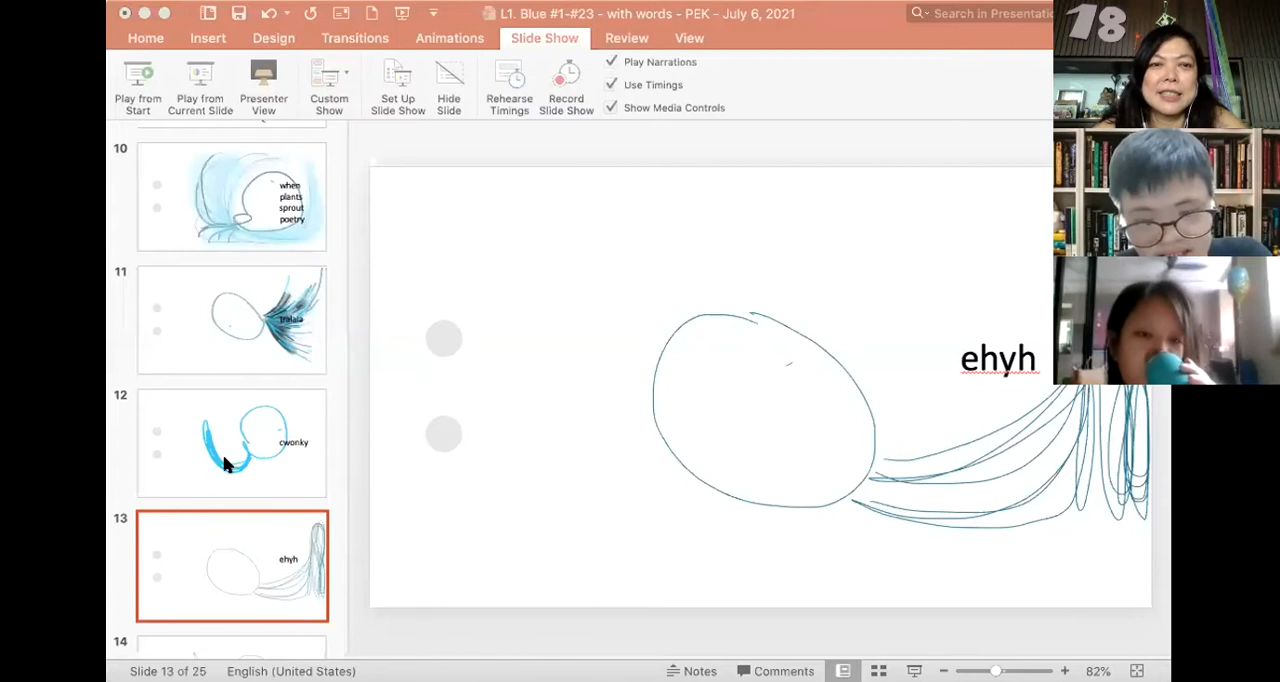 L1. Blue #1-#23 - with words - PEK - July 6, 2021
Search in Presentatio
Home Insert Design Transitions Animations Slide Show Review View
Play from Start
Play from Current Slide
Presenter View
Custom Show
Set Up Slide Show
Hide Slide
Rehearse Timings
Record Slide Show
Play Narrations
Use Timings
Show Media Controls
10
when
plants
sprout
poetry
11
tralala
12
cwonky
13
ehyh
14
ehyh
18
Slide 13 of 25 English (United States) Notes Comments 82%